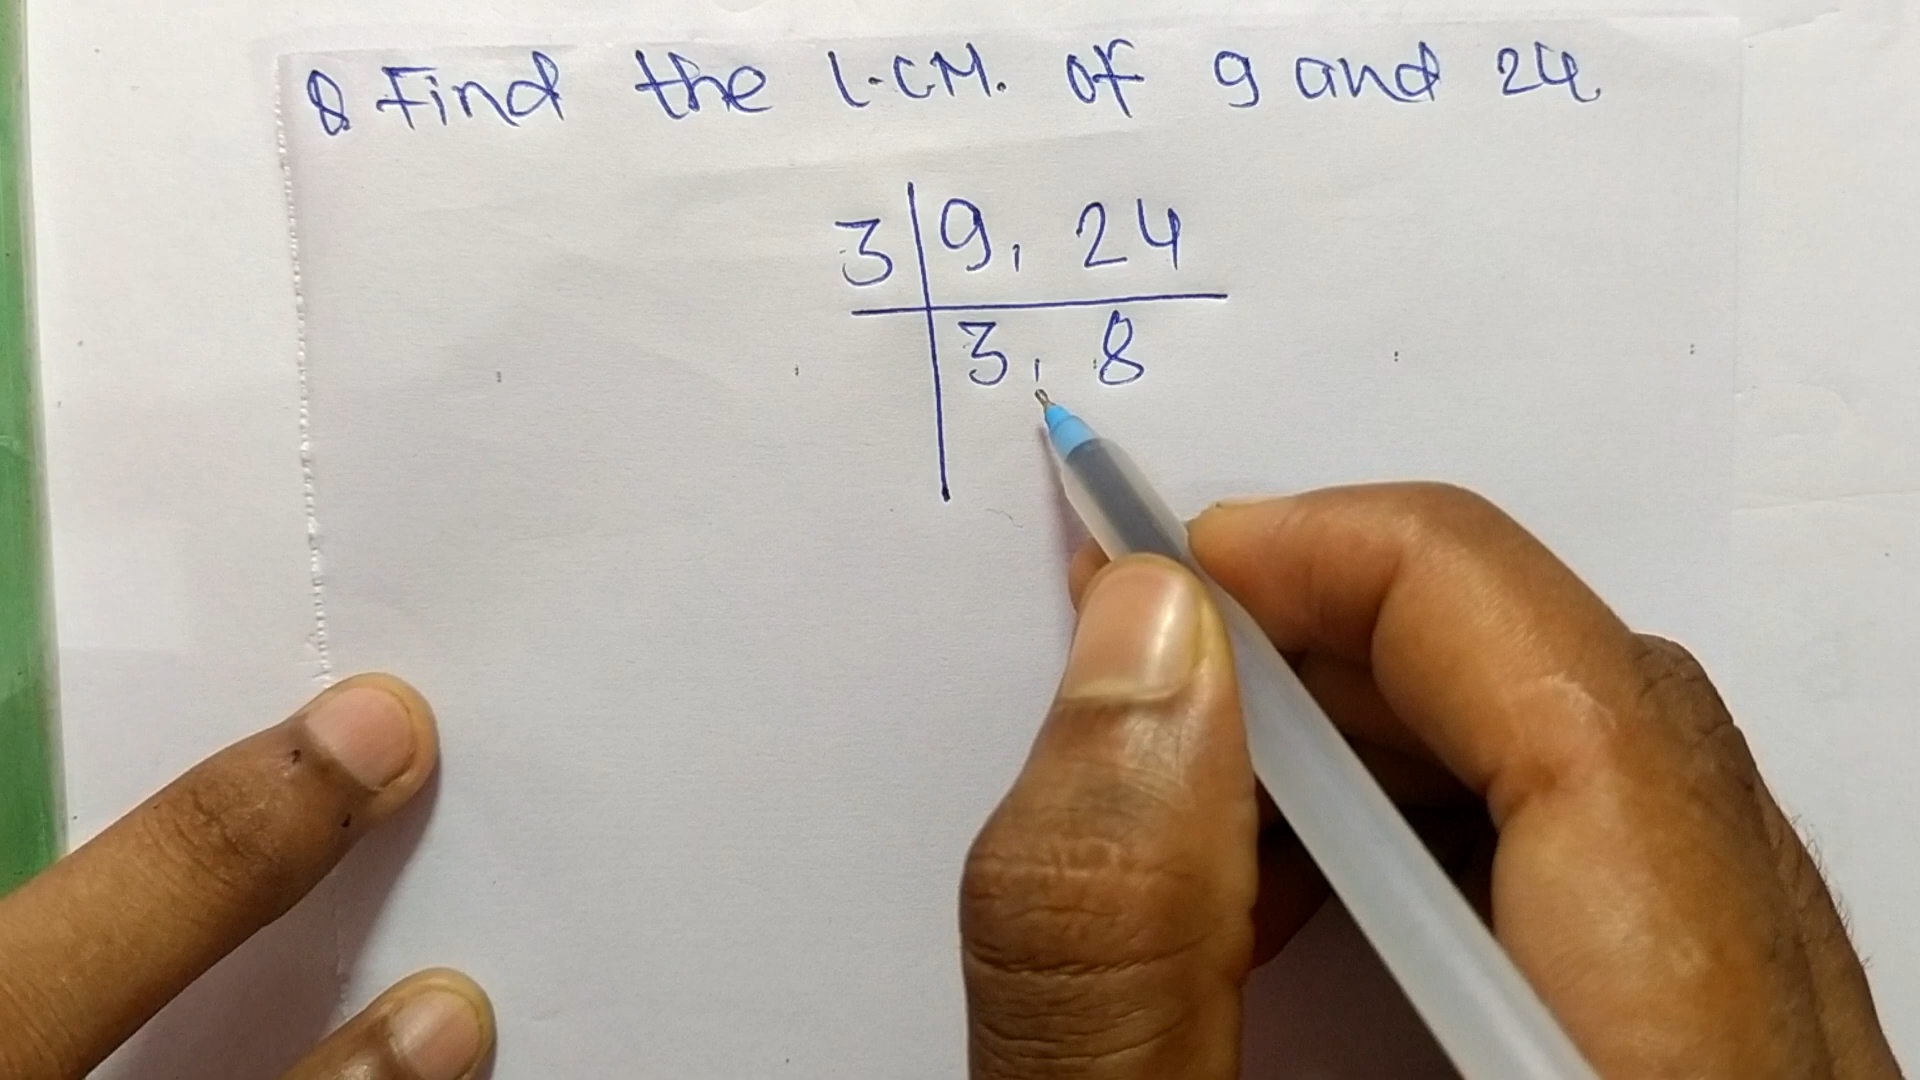 Q Find the L.C.M. of 9 and 24
3 9, 24
3, 8